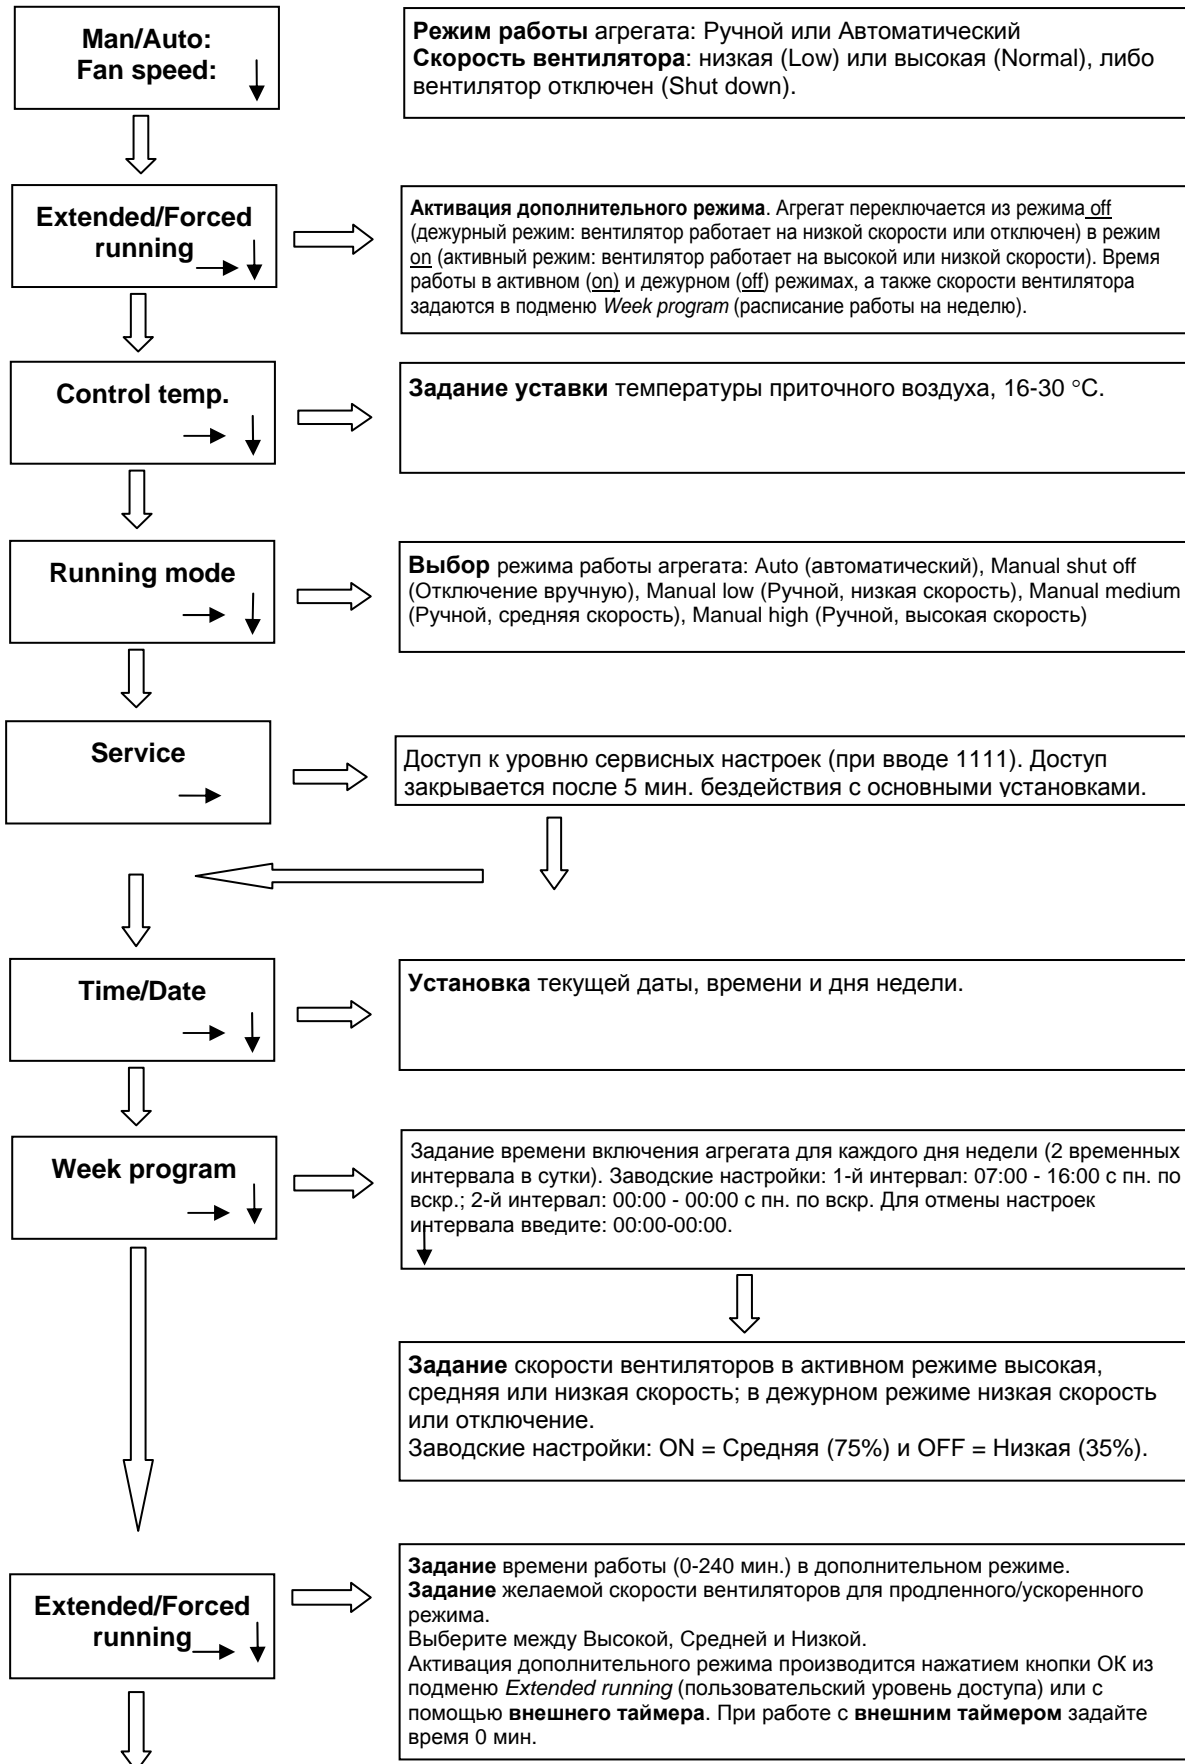 Man/Auto:
Fan speed:
Режим работы агрегата: Ручной или Автоматический
Скорость вентилятора: низкая (Low) или высокая (Normal), либо
вентилятор отключен (Shut down).
Extended/Forced
running
Активация дополнительного режима. Агрегат переключается из режима off
(дежурный режим: вентилятор работает на низкой скорости или отключен) в режим
on (активный режим: вентилятор работает на высокой или низкой скорости). Время
работы в активном (on) и дежурном (off) режимах, а также скорости вентилятора
задаются в подменю Week program (расписание работы на неделю).
Control temp.
Задание уставки температуры приточного воздуха, 16-30 °C.
Running mode
Выбор режима работы агрегата: Auto (автоматический), Manual shut off
(Отключение вручную), Manual low (Ручной, низкая скорость), Manual medium
(Ручной, средняя скорость), Manual high (Ручной, высокая скорость)
Service
Доступ к уровню сервисных настроек (при вводе 1111). Доступ
закрывается после 5 мин. бездействия с основными установками.
Time/Date
Установка текущей даты, времени и дня недели.
Week program
Задание времени включения агрегата для каждого дня недели (2 временных
интервала в сутки). Заводские настройки: 1-й интервал: 07:00 - 16:00 с пн. по
вскр.; 2-й интервал: 00:00 - 00:00 с пн. по вскр. Для отмены настроек
интервала введите: 00:00-00:00.
Задание скорости вентиляторов в активном режиме высокая,
средняя или низкая скорость; в дежурном режиме низкая скорость
или отключение.
Заводские настройки: ON = Средняя (75%) и OFF = Низкая (35%).
Extended/Forced
running
Задание времени работы (0-240 мин.) в дополнительном режиме.
Задание желаемой скорости вентиляторов для продленного/ускоренного
режима.
Выберите между Высокой, Средней и Низкой.
Активация дополнительного режима производится нажатием кнопки ОК из
подменю Extended running (пользовательский уровень доступа) или с
помощью внешнего таймера. При работе с внешним таймером задайте
время 0 мин.